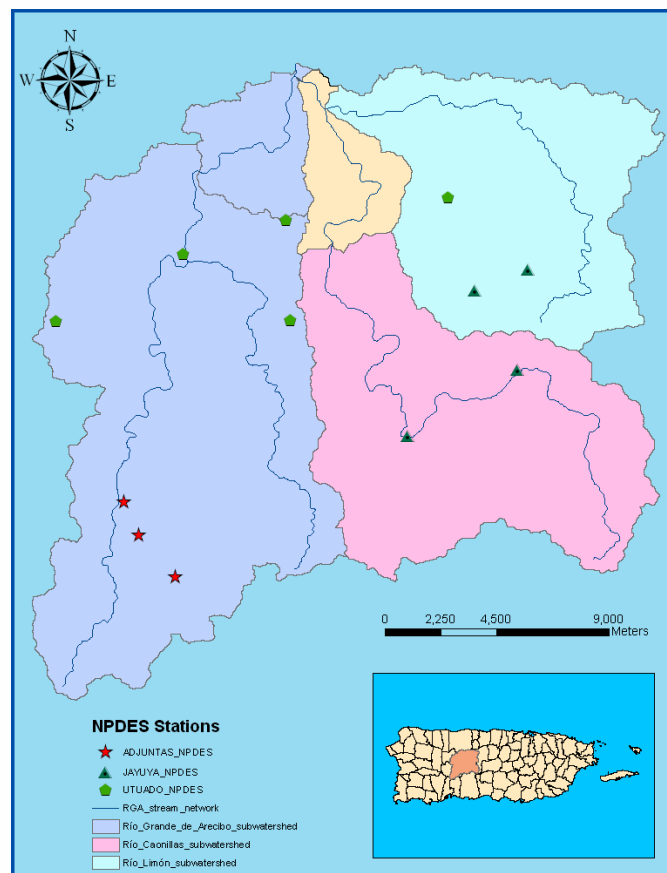 N
W E
S
0 2,250 4,500 9,000
Meters
NPDES Stations
ADJUNTAS_NPDES
JAYUYA_NPDES
UTUADO_NPDES
RGA_stream_network
Río_Grande_de_Arecibo_subwatershed
Río_Caonillas_subwatershed
Río_Limón_subwatershed